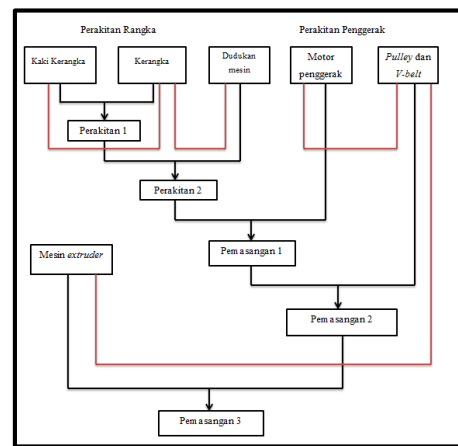 Perakitan Rangka
Perakitan Penggerak
Kaki Kerangka
Kerangka
Dudukan
mesin
Motor
penggerak
Pulley dan
V-belt
Perakitan 1
Perakitan 2
Pemasangan 1
Mesin extruder
Pemasangan 2
Pemasangan 3